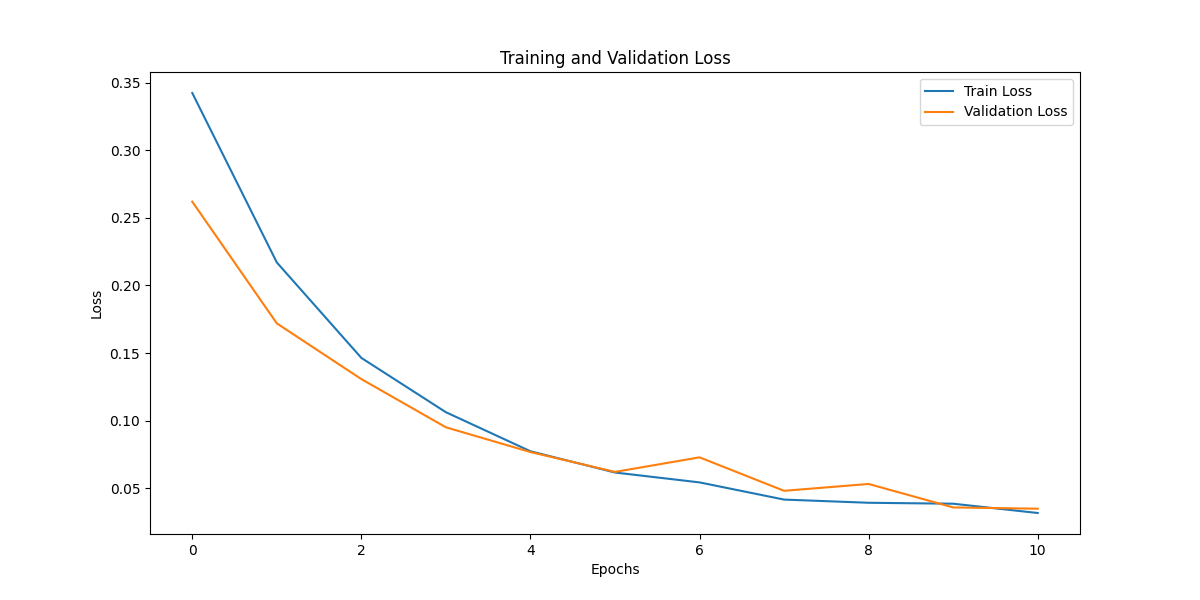 Training and Validation Loss
Train Loss
Validation Loss
0.35
0.30
0.25
0.20
0.15
0.10
0.05
Loss
0 2 4 6 8 10
Epochs